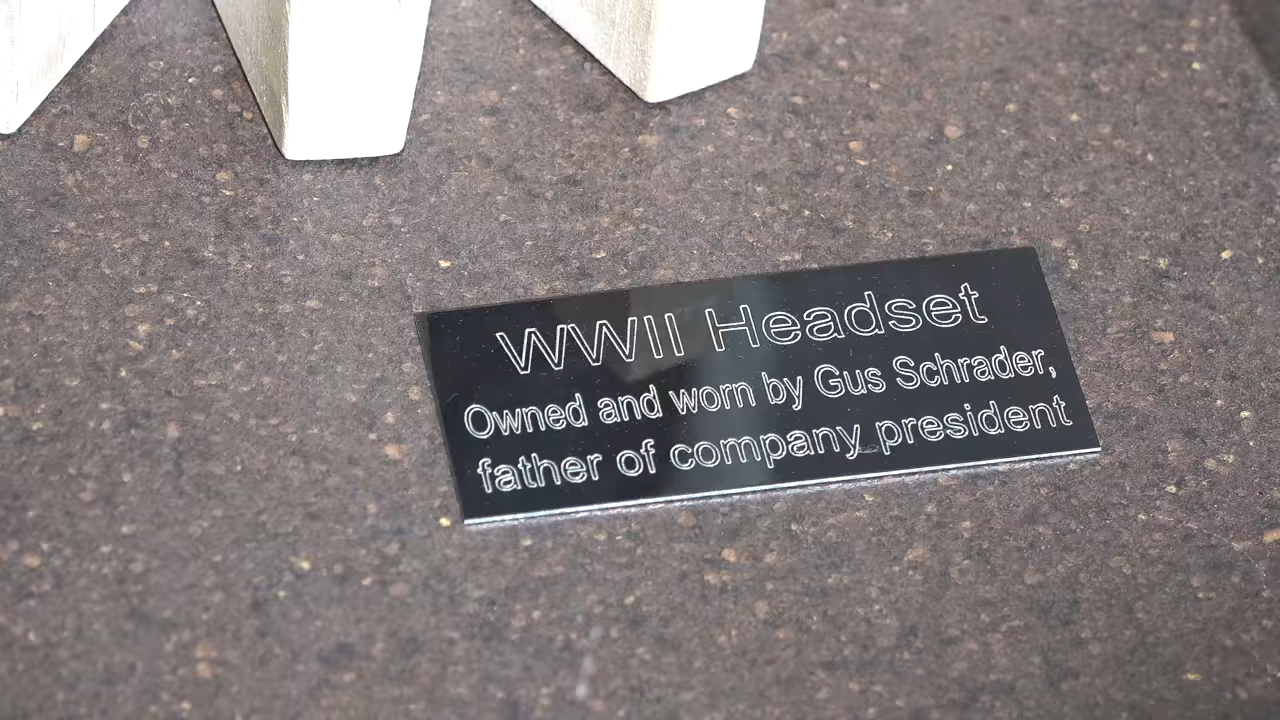 WWII Headset
Owned and worn by Gus Schrader,
father of company president